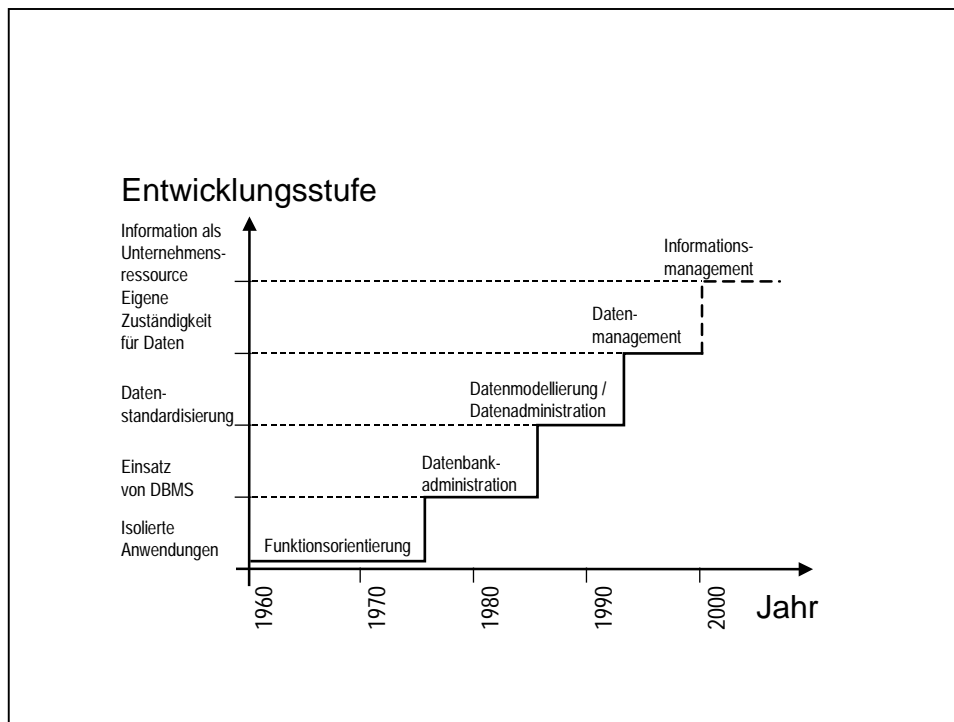 Entwicklungsstufe
Information als
Unternehmens-
ressource
Eigene
Zuständigkeit
für Daten
Daten-
standardisierung
Einsatz
von DBMS
Isolierte
Anwendungen
Informations-
management
Daten-
management
Datenmodellierung /
Datenadministration
Datenbank-
administration
Funktionsorientierung
1960
1970
1980
1990
2000
Jahr